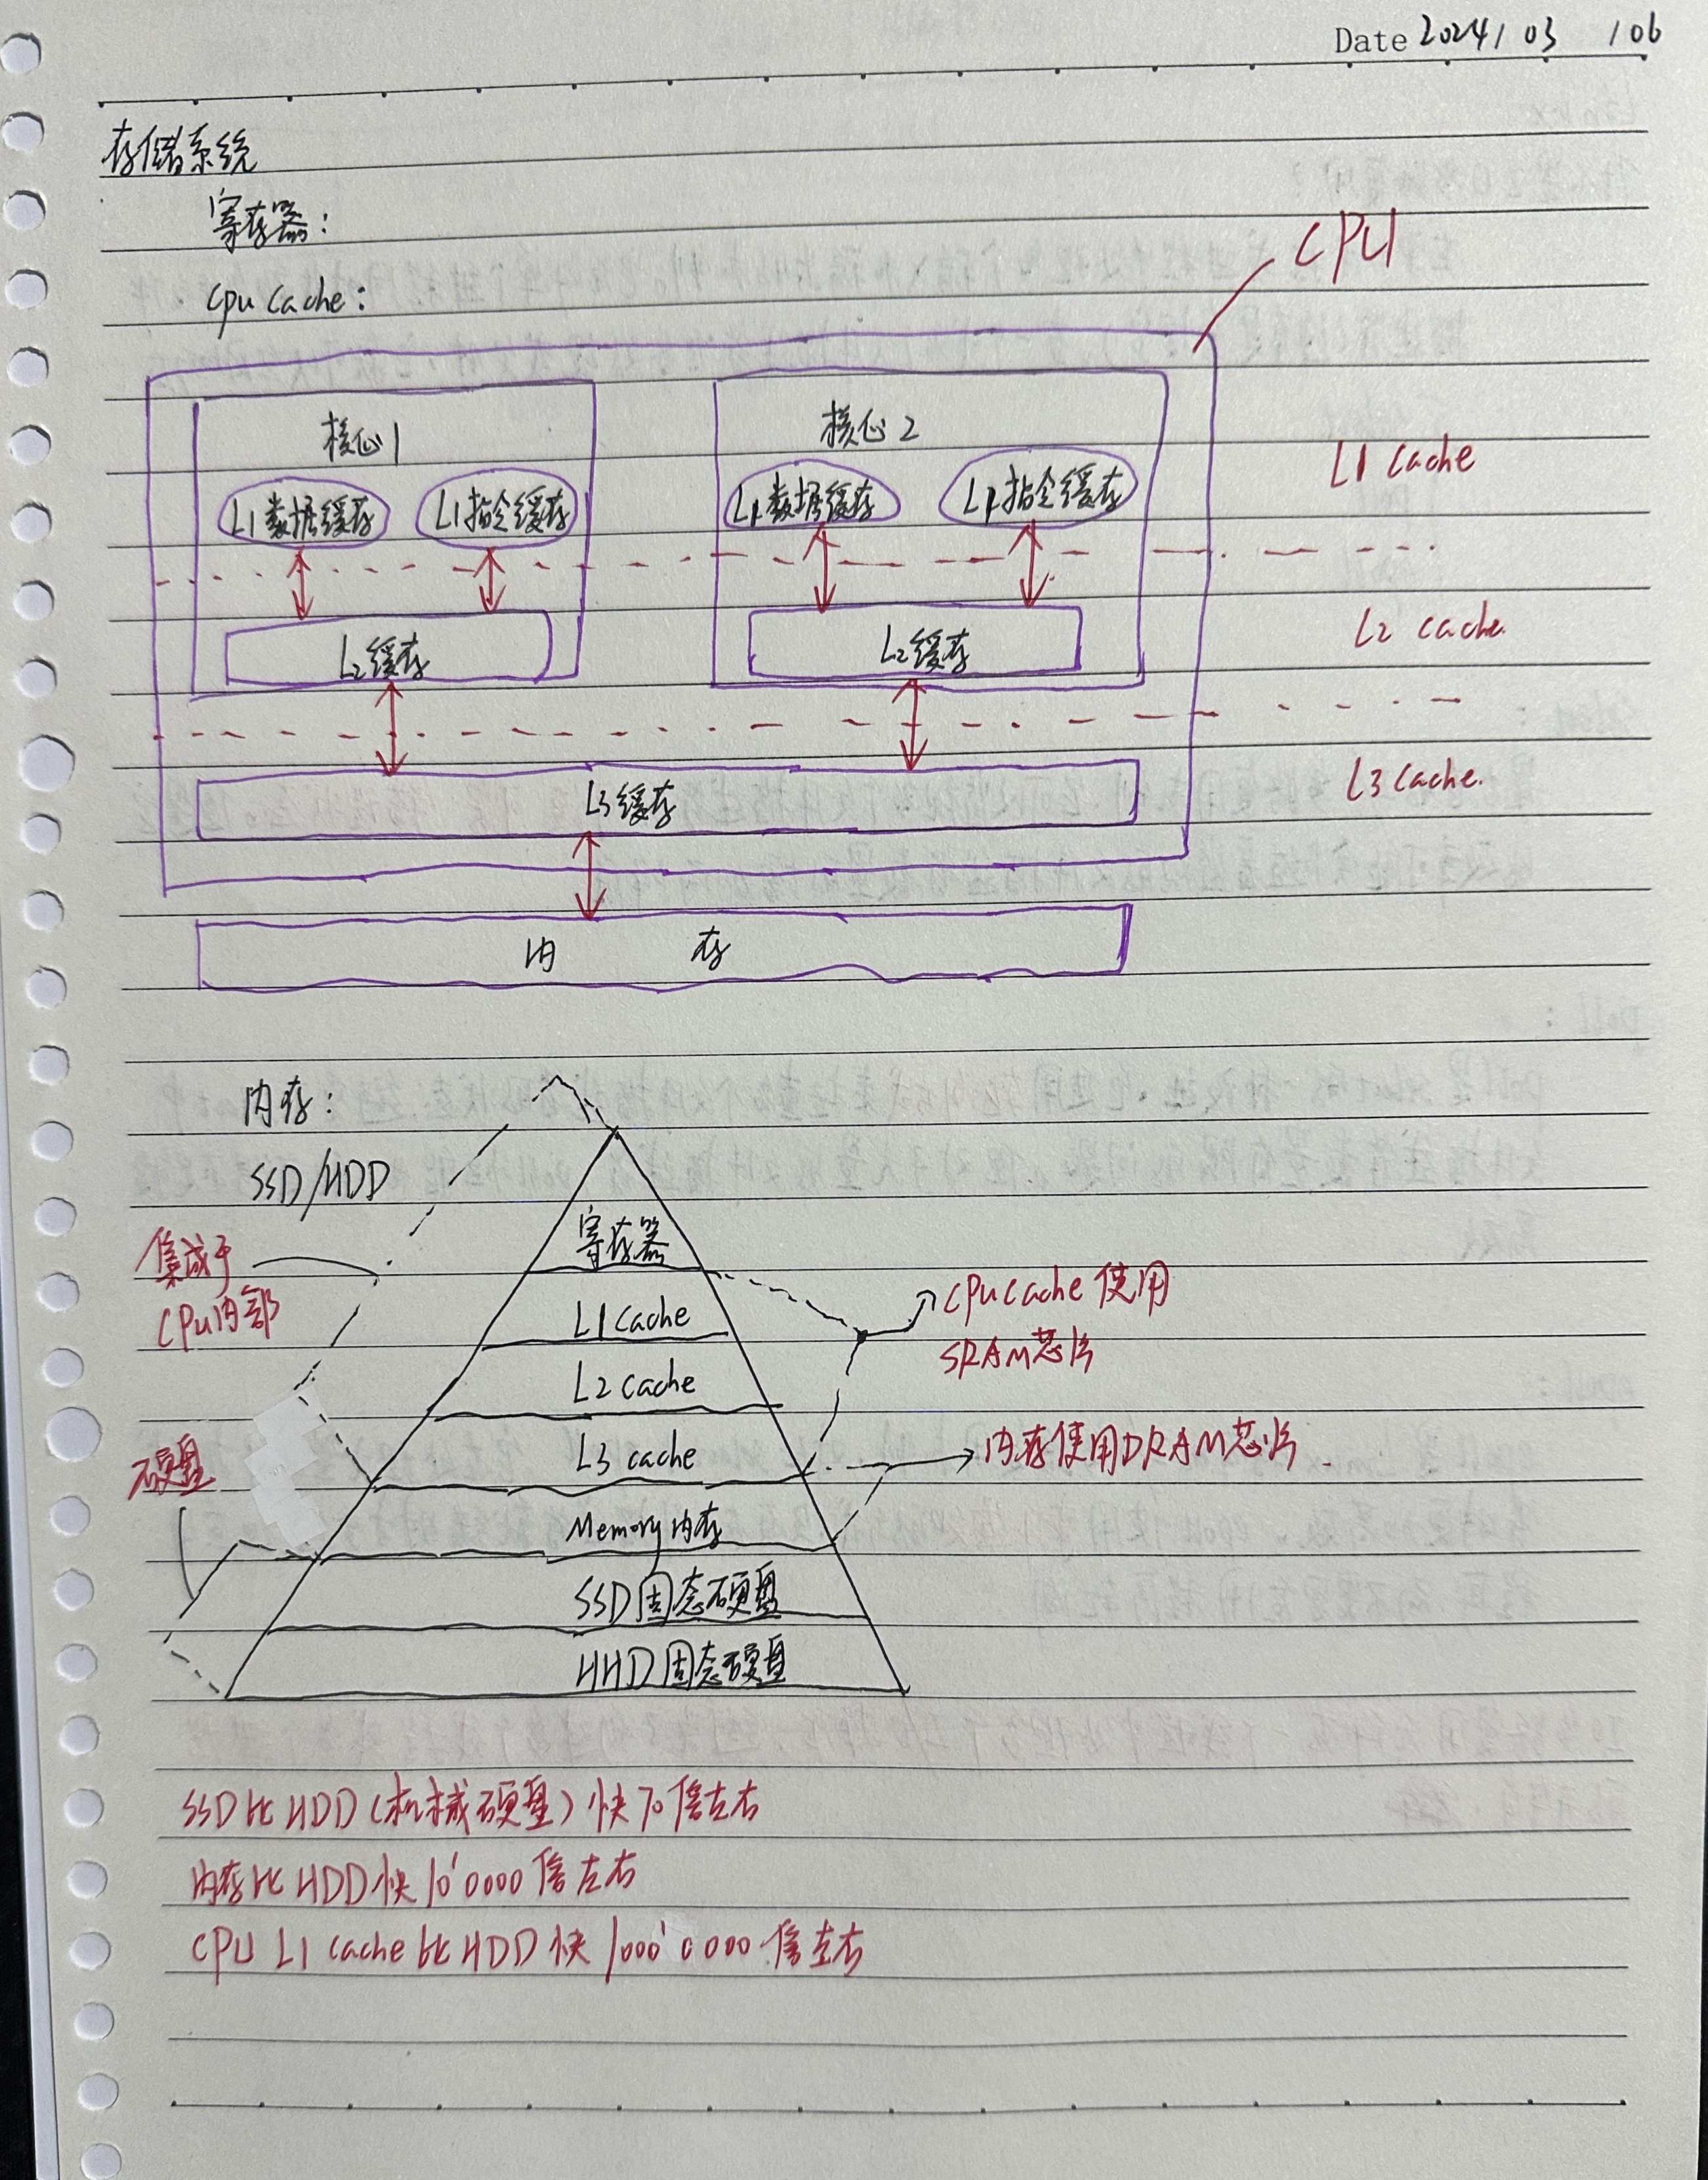 Date 2024/ 03 /06
存储系统
寄存器:
cpu cache:
CPU
核心1
核心2
L1数据缓存
L1指令缓存
L1数据缓存
L1指令缓存
L1 cache
L2缓存
L2缓存
L2 cache.
L3缓存
L3 cache.
内 存
内存:
SSD/HDD
集成于
CPU内部
寄存器
L1 cache
L2 cache
L3 cache
Memory内存
SSD固态硬盘
HHD固态硬盘
CPU cache 使用
SRAM芯片
内存使用DRAM芯片.
硬盘
SSD比HDD(机械硬盘)快70倍左右
内存比HDD快10'0000倍左右
CPU L1 cache比HDD快1000'0000倍左右